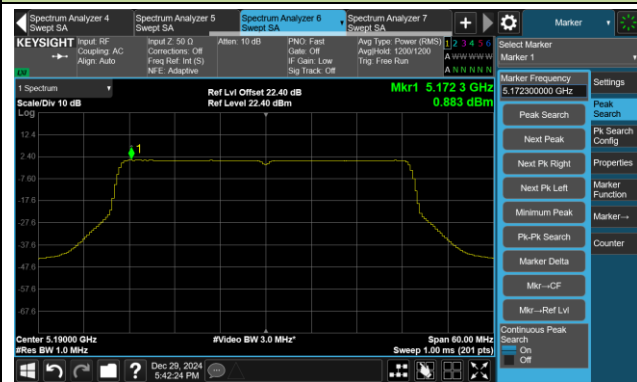 Spectrum Analyzer 4
Swept SA
Spectrum Analyzer 5
Swept SA
Spectrum Analyzer 6
Swept SA
Spectrum Analyzer 7
Swept SA
+
Marker
KEYSIGHT
Input: RF
Coupling: AC
Align: Auto
Input Z: 50 Ω
Corrections: Off
Freq Ref: Int (S)
NFE: Adaptive
Atten: 10 dB
PNO: Fast
Gate: Off
IF Gain: Low
Sig Track: Off
Avg Type: Power (RMS)
Avg|Hold: 1200/1200
Trig: Free Run
1 2 3 4 5 6
A W W W W W
A N N N N N
Select Marker
Marker 1
LXI
1 Spectrum
Scale/Div 10 dB
Log
Ref Lvl Offset 22.40 dB
Ref Level 22.40 dBm
Mkr1 5.172 3 GHz
0.883 dBm
12.4
2.40
-7.60
-17.6
-27.6
-37.6
-47.6
-57.6
-67.6
1
Center 5.19000 GHz
#Res BW 1.0 MHz
#Video BW 3.0 MHz*
Span 60.00 MHz
Sweep 1.00 ms (201 pts)
Marker Frequency
5.172300000 GHz
Peak Search
Next Peak
Next Pk Right
Next Pk Left
Minimum Peak
Pk-Pk Search
Marker Delta
Mkr→CF
Mkr→Ref Lvl
Continuous Peak
Search
On
Off
Settings
Peak
Search
Pk Search
Config
Properties
Marker
Function
Marker→
Counter
?
Dec 29, 2024
5:42:24 PM